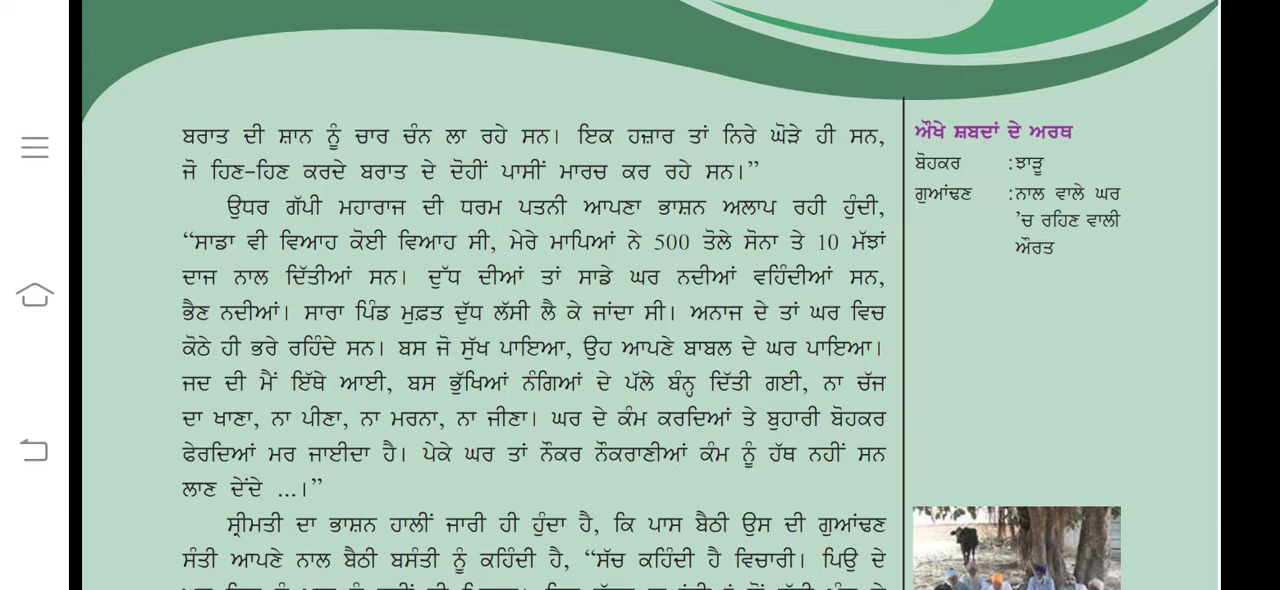 ਬਰਾਤ ਦੀ ਸ਼ਾਨ ਨੂੰ ਚਾਰ ਚੰਨ ਲਾ ਰਹੇ ਸਨ। ਇਕ ਹਜ਼ਾਰ ਤਾਂ ਨਿਰੇ ਘੋੜੇ ਹੀ ਸਨ,
ਜੋ ਹਿਣ-ਹਿਣ ਕਰਦੇ ਬਰਾਤ ਦੇ ਦੋਹੀਂ ਪਾਸੀਂ ਮਾਰਚ ਕਰ ਰਹੇ ਸਨ।”
ਉਧਰ ਗੱਪੀ ਮਹਾਰਾਜ ਦੀ ਧਰਮ ਪਤਨੀ ਆਪਣਾ ਭਾਸ਼ਨ ਅਲਾਪ ਰਹੀ ਹੁੰਦੀ,
“ਸਾਡਾ ਵੀ ਵਿਆਹ ਕੋਈ ਵਿਆਹ ਸੀ, ਮੇਰੇ ਮਾਪਿਆਂ ਨੇ 500 ਤੋਲੇ ਸੋਨਾ ਤੇ 10 ਮੱਝਾਂ
ਦਾਜ ਨਾਲ ਦਿੱਤੀਆਂ ਸਨ। ਦੁੱਧ ਦੀਆਂ ਤਾਂ ਸਾਡੇ ਘਰ ਨਦੀਆਂ ਵਹਿੰਦੀਆਂ ਸਨ,
ਭੈਣ ਨਦੀਆਂ। ਸਾਰਾ ਪਿੰਡ ਮੁਫ਼ਤ ਦੁੱਧ ਲੱਸੀ ਲੈ ਕੇ ਜਾਂਦਾ ਸੀ। ਅਨਾਜ ਦੇ ਤਾਂ ਘਰ ਵਿਚ
ਕੋਠੇ ਹੀ ਭਰੇ ਰਹਿੰਦੇ ਸਨ। ਬਸ ਜੋ ਸੁੱਖ ਪਾਇਆ, ਉਹ ਆਪਣੇ ਬਾਬਲ ਦੇ ਘਰ ਪਾਇਆ।
ਜਦ ਦੀ ਮੈਂ ਇੱਥੇ ਆਈ, ਬਸ ਭੁੱਖਿਆਂ ਨੰਗਿਆਂ ਦੇ ਪੱਲੇ ਬੰਨ੍ਹ ਦਿੱਤੀ ਗਈ, ਨਾ ਚੱਜ
ਦਾ ਖਾਣਾ, ਨਾ ਪੀਣਾ, ਨਾ ਮਰਨਾ, ਨਾ ਜੀਣਾ। ਘਰ ਦੇ ਕੰਮ ਕਰਦਿਆਂ ਤੇ ਬੁਹਾਰੀ ਬੋਹਕਰ
ਫੇਰਦਿਆਂ ਮਰ ਜਾਈਦਾ ਹੈ। ਪੇਕੇ ਘਰ ਤਾਂ ਨੌਕਰ ਨੌਕਰਾਣੀਆਂ ਕੰਮ ਨੂੰ ਹੱਥ ਨਹੀਂ ਸਨ
ਲਾਣ ਦੇਂਦੇ ...।”
ਸ੍ਰੀਮਤੀ ਦਾ ਭਾਸ਼ਨ ਹਾਲੀਂ ਜਾਰੀ ਹੀ ਹੁੰਦਾ ਹੈ, ਕਿ ਪਾਸ ਬੈਠੀ ਉਸ ਦੀ ਗੁਆਂਢਣ
ਸੰਤੀ ਆਪਣੇ ਨਾਲ ਬੈਠੀ ਬਸੰਤੀ ਨੂੰ ਕਹਿੰਦੀ ਹੈ, “ਸੱਚ ਕਹਿੰਦੀ ਹੈ ਵਿਚਾਰੀ। ਪਿਉ ਦੇ
ਔਖੇ ਸ਼ਬਦਾਂ ਦੇ ਅਰਥ
ਬੋਹਕਰ : ਝਾੜੂ
ਗੁਆਂਢਣ : ਨਾਲ ਵਾਲੇ ਘਰ
’ਚ ਰਹਿਣ ਵਾਲੀ
ਔਰਤ